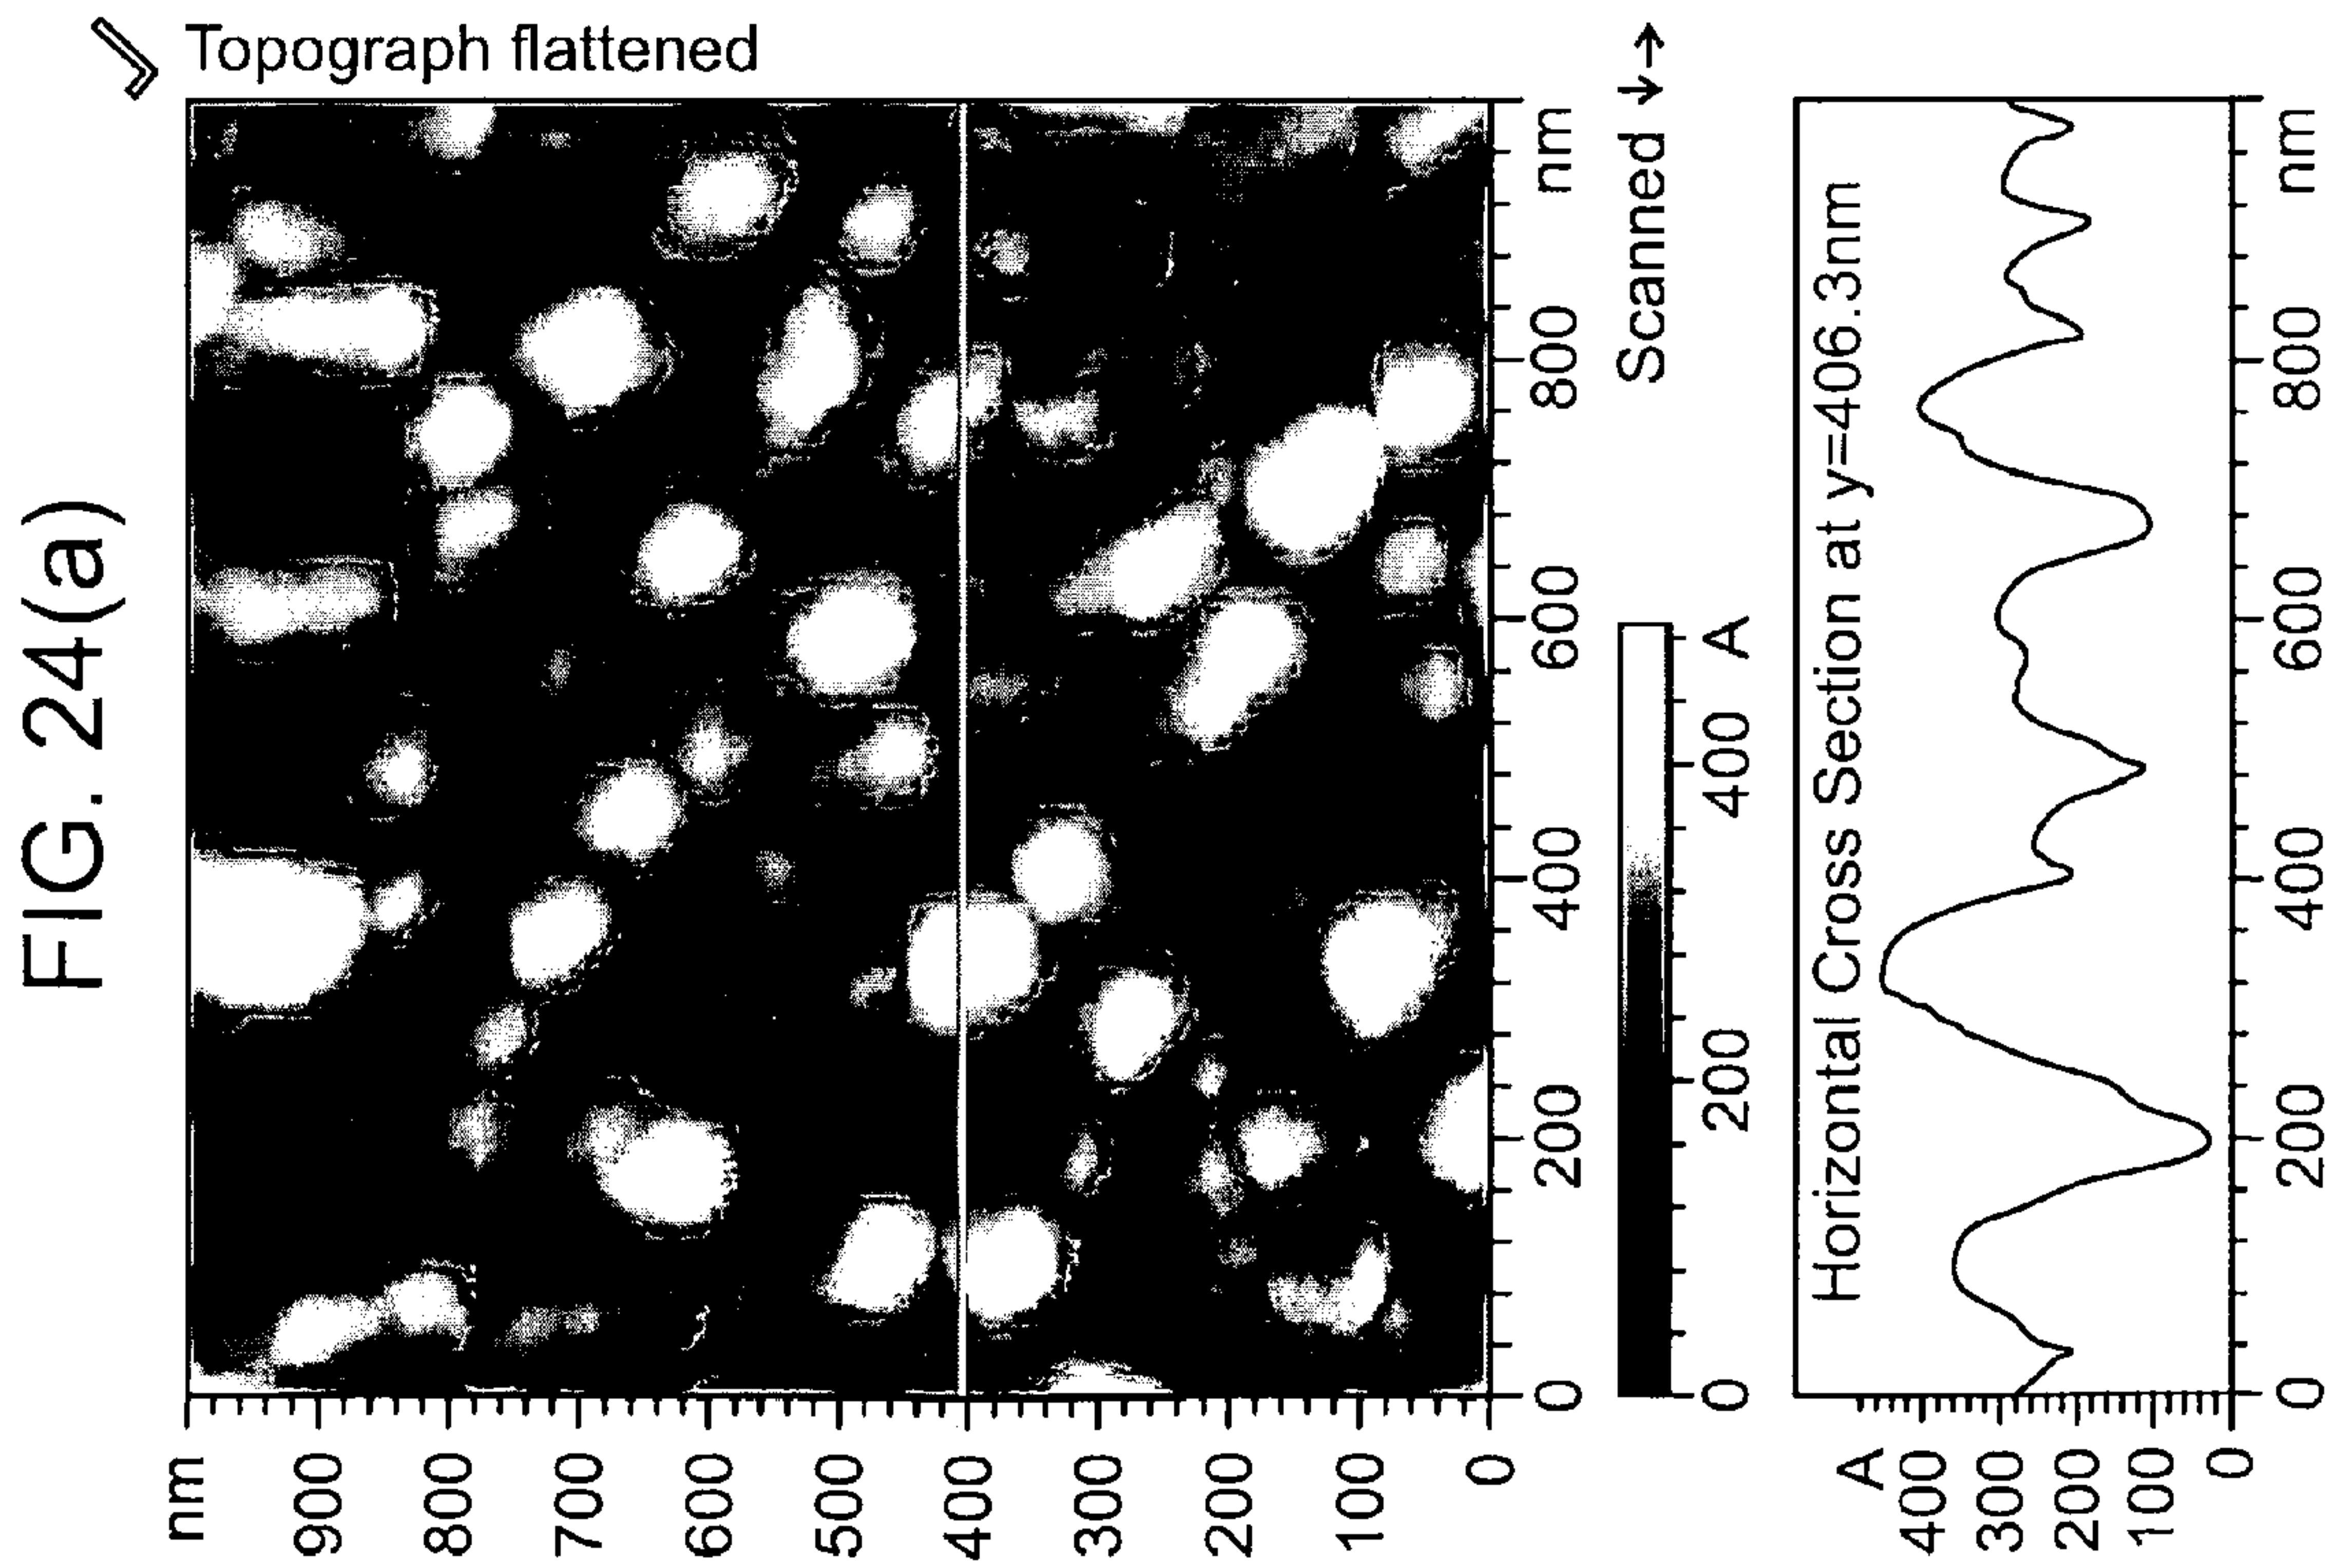 FIG. 24(a)
Topograph flattened
nm
900
800
700
600
500
400
300
200
100
0
0 200 400 600 800 nm
Scanned ↓→
0 200 400 A
Horizontal Cross Section at y=406.3nm
A
400
300
200
100
0
0 200 400 600 800 nm